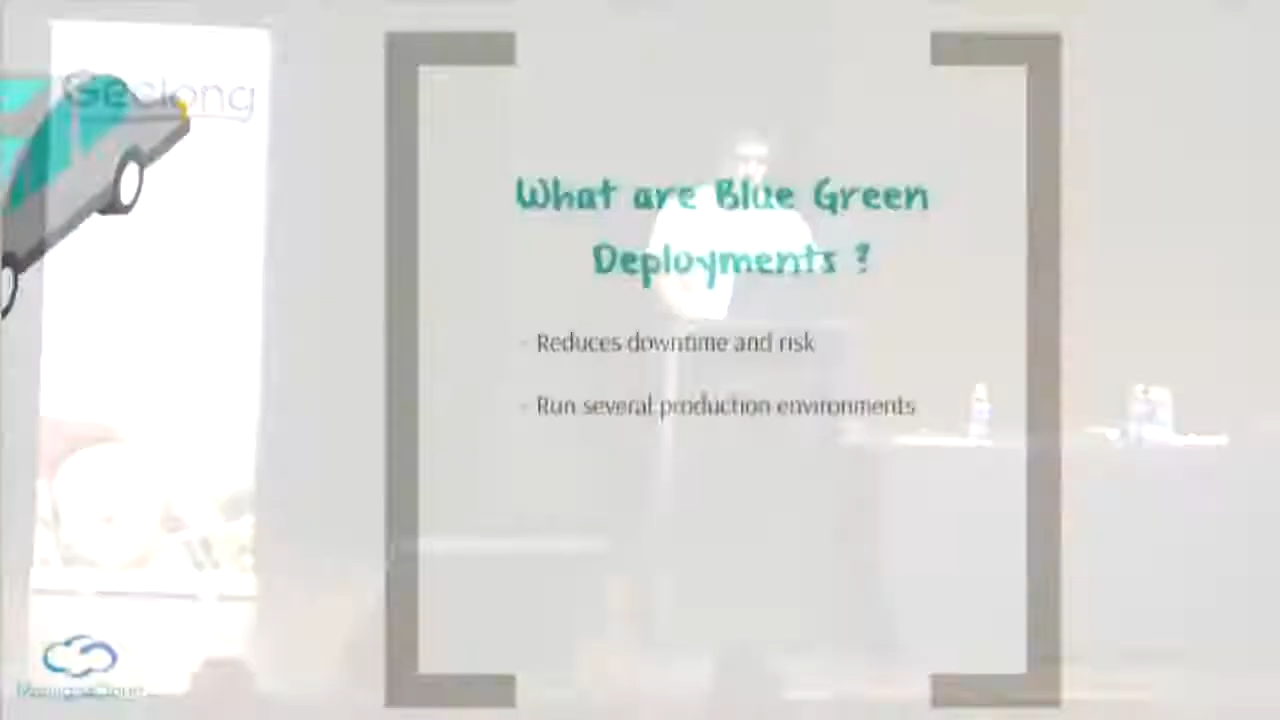 Geelong
What are Blue Green
Deployments ?
- Reduces downtime and risk
- Run several production environments